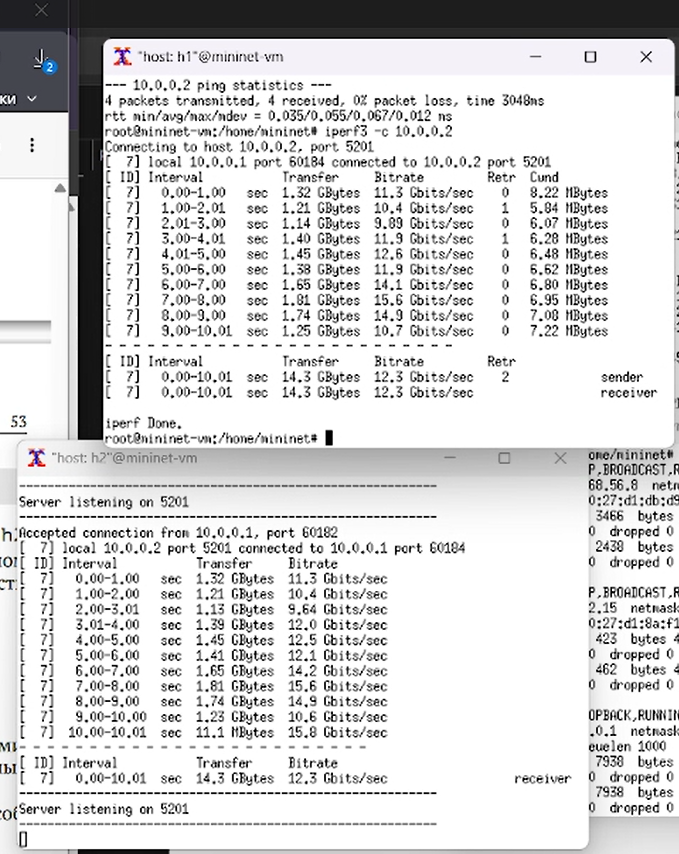 2
ки
53
"host: h1"@mininet-vm
--- 10.0.0.2 ping statistics ---
4 packets transmitted, 4 received, 0% packet loss, time 3048ms
rtt min/avg/max/mdev = 0.035/0.055/0.067/0.012 ms
root@mininet-vm:/home/mininet# iperf3 -c 10.0.0.2
Connecting to host 10.0.0.2, port 5201
[ 7] local 10.0.0.1 port 60184 connected to 10.0.0.2 port 5201
[ ID] Interval Transfer Bitrate Retr Cwnd
[ 7] 0.00-1.00 sec 1.32 GBytes 11.3 Gbits/sec 0 8.22 MBytes
[ 7] 1.00-2.01 sec 1.21 GBytes 10.4 Gbits/sec 1 5.84 MBytes
[ 7] 2.01-3.00 sec 1.14 GBytes 9.89 Gbits/sec 0 6.07 MBytes
[ 7] 3.00-4.01 sec 1.40 GBytes 11.9 Gbits/sec 1 6.28 MBytes
[ 7] 4.01-5.00 sec 1.45 GBytes 12.6 Gbits/sec 0 6.48 MBytes
[ 7] 5.00-6.00 sec 1.38 GBytes 11.9 Gbits/sec 0 6.62 MBytes
[ 7] 6.00-7.00 sec 1.65 GBytes 14.1 Gbits/sec 0 6.80 MBytes
[ 7] 7.00-8.00 sec 1.81 GBytes 15.6 Gbits/sec 0 6.95 MBytes
[ 7] 8.00-9.00 sec 1.74 GBytes 14.9 Gbits/sec 0 7.08 MBytes
[ 7] 9.00-10.01 sec 1.25 GBytes 10.7 Gbits/sec 0 7.22 MBytes
- - - - - - - - - - - - - - - - - - - - - - - - -
[ ID] Interval Transfer Bitrate Retr
[ 7] 0.00-10.01 sec 14.3 GBytes 12.3 Gbits/sec 2 sender
[ 7] 0.00-10.01 sec 14.3 GBytes 12.3 Gbits/sec receiver
iperf Done.
root@mininet-vm:/home/mininet#
"host: h2"@mininet-vm
-----------------------------------------------------------
Server listening on 5201
-----------------------------------------------------------
Accepted connection from 10.0.0.1, port 60182
[ 7] local 10.0.0.2 port 5201 connected to 10.0.0.1 port 60184
[ ID] Interval Transfer Bitrate
[ 7] 0.00-1.00 sec 1.32 GBytes 11.3 Gbits/sec
[ 7] 1.00-2.00 sec 1.21 GBytes 10.4 Gbits/sec
[ 7] 2.00-3.01 sec 1.13 GBytes 9.64 Gbits/sec
[ 7] 3.01-4.00 sec 1.39 GBytes 12.0 Gbits/sec
[ 7] 4.00-5.00 sec 1.45 GBytes 12.5 Gbits/sec
[ 7] 5.00-6.00 sec 1.41 GBytes 12.1 Gbits/sec
[ 7] 6.00-7.00 sec 1.65 GBytes 14.2 Gbits/sec
[ 7] 7.00-8.00 sec 1.81 GBytes 15.6 Gbits/sec
[ 7] 8.00-9.00 sec 1.74 GBytes 14.9 Gbits/sec
[ 7] 9.00-10.00 sec 1.23 GBytes 10.6 Gbits/sec
[ 7] 10.00-10.01 sec 11.1 MBytes 15.8 Gbits/sec
- - - - - - - - - - - - - - - - - - - - - - - - -
[ ID] Interval Transfer Bitrate
[ 7] 0.00-10.01 sec 14.3 GBytes 12.3 Gbits/sec receiver
-----------------------------------------------------------
Server listening on 5201
-----------------------------------------------------------
ome/mininet#
P,BROADCAST,R
68.56.8 netm
0:27:d1:db:d9
3466 bytes
0 dropped 0
2438 bytes
0 dropped 0
P,BROADCAST,R
2.15 netmask
0:27:d1:8a:f1
423 bytes 4
0 dropped 0
462 bytes 4
0 dropped 0
OPBACK,RUNNIN
.0.1 netmask
euelen 1000
7938 bytes
0 dropped 0
7938 bytes
0 dropped 0